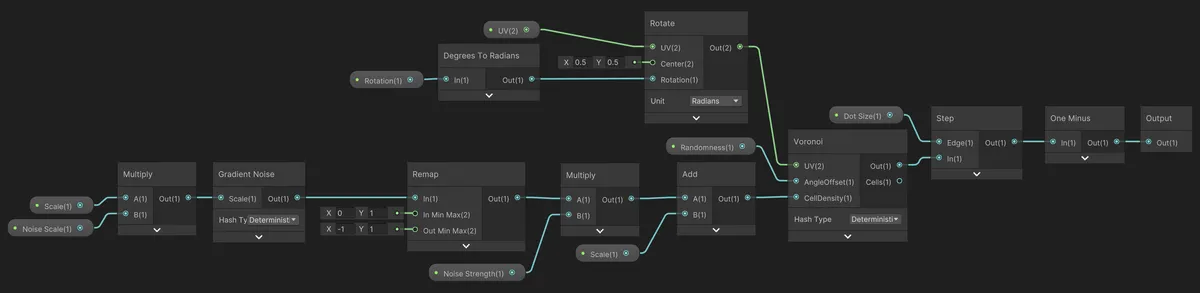 UV(2)
Rotate
UV(2)
Out(2)
X 0.5 Y 0.5
Center(2)
Rotation(1)
Unit
Radians
Degrees To Radians
Rotation(1)
In(1)
Out(1)
Scale(1)
Noise Scale(1)
Multiply
A(1)
Out(1)
B(1)
Gradient Noise
Scale(1)
Out(1)
Hash Ty
Deterministi
Remap
In(1)
Out(1)
X 0 Y 1
In Min Max(2)
X -1 Y 1
Out Min Max(2)
Noise Strength(1)
Multiply
A(1)
Out(1)
B(1)
Scale(1)
Add
A(1)
Out(1)
B(1)
Randomness(1)
Voronoi
UV(2)
Out(1)
AngleOffset(1)
Cells(1)
CellDensity(1)
Hash Type
Deterministi
Dot Size(1)
Step
Edge(1)
Out(1)
In(1)
One Minus
In(1)
Out(1)
Output
Out(1)